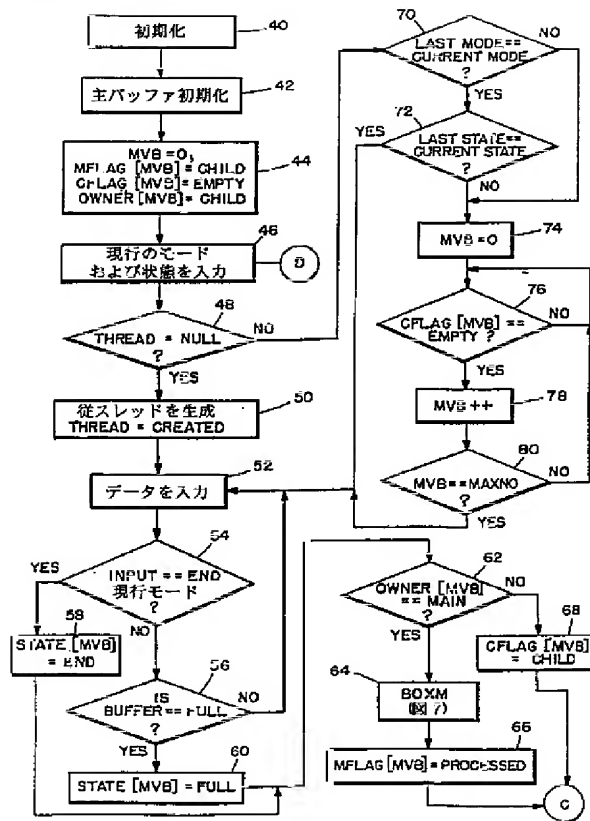 初期化
40
主バッファ初期化
42
MVB=0,
MFLAG [MVB]= CHILD
CFLAG [MVB]= EMPTY
OWNER [MVB]= CHILD
44
現行のモード
および状態を入力
46
D
THREAD = NULL
?
48
NO
YES
従スレッドを生成
THREAD = CREATED
50
データを入力
52
INPUT == END
現行モード
?
54
YES
NO
STATE [MVB]
= END
58
IS
BUFFER== FULL
?
56
NO
YES
STATE [MVB] = FULL
60
LAST MODE==
CURRENT MODE
?
70
NO
YES
LAST STATE==
CURRENT STATE
?
72
YES
NO
MVB =0
74
CFLAG [MVB]==
EMPTY ?
76
NO
YES
MVB ++
78
MVB==MAXNO
?
80
NO
YES
OWNER [MVB]
== MAIN
?
62
NO
YES
CFLAG [MVB]
= CHILD
68
BOXM
(図 7)
64
MFLAG[MVB]=PROCESSED
66
C